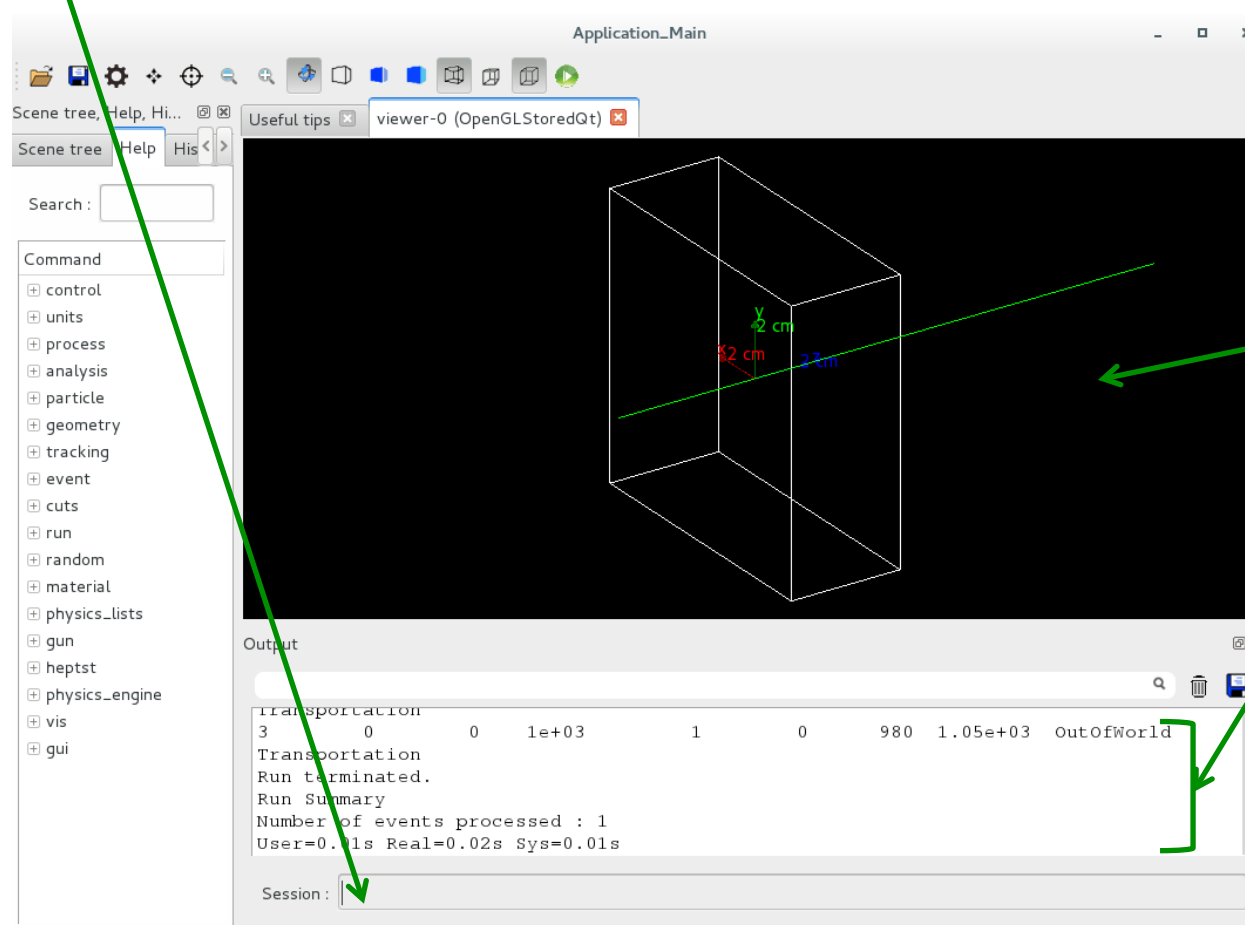 Application_Main
Scene tree, Help, Hi...
Useful tips
viewer-0 (OpenGLStoredQt)
Scene tree
Help
His
Search :
Command
control
units
process
analysis
particle
geometry
tracking
event
cuts
run
random
material
physics_lists
gun
heptst
physics_engine
vis
gui
y
2 cm
2 cm
Output
Transportation
3 0 0 1e+03 1 0 980 1.05e+03 OutOfWorld
Transportation
Run terminated.
Run Summary
Number of events processed : 1
User=0.01s Real=0.02s Sys=0.01s
Session :